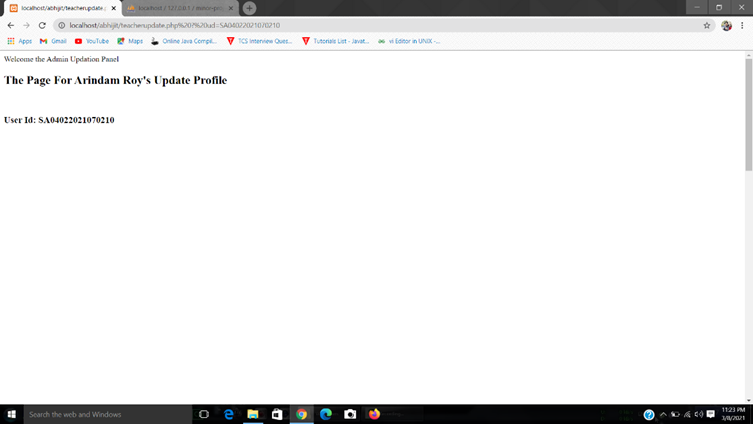 localhost/abhijit/teacherupdate.p
localhost / 127.0.0.1 /
localhost/abhijit/teacherupdate.php%20?%20ud=SA04022021070210
Apps Gmail YouTube Maps Online Java Compil... TCS Interview Ques... Tutorials List - Javat... vi Editor in UNIX -...
Welcome the Admin Updation Panel
The Page For Arindam Roy's Update Profile
User Id: SA04022021070210
Search the web and Windows
11:23 PM
3/8/2021